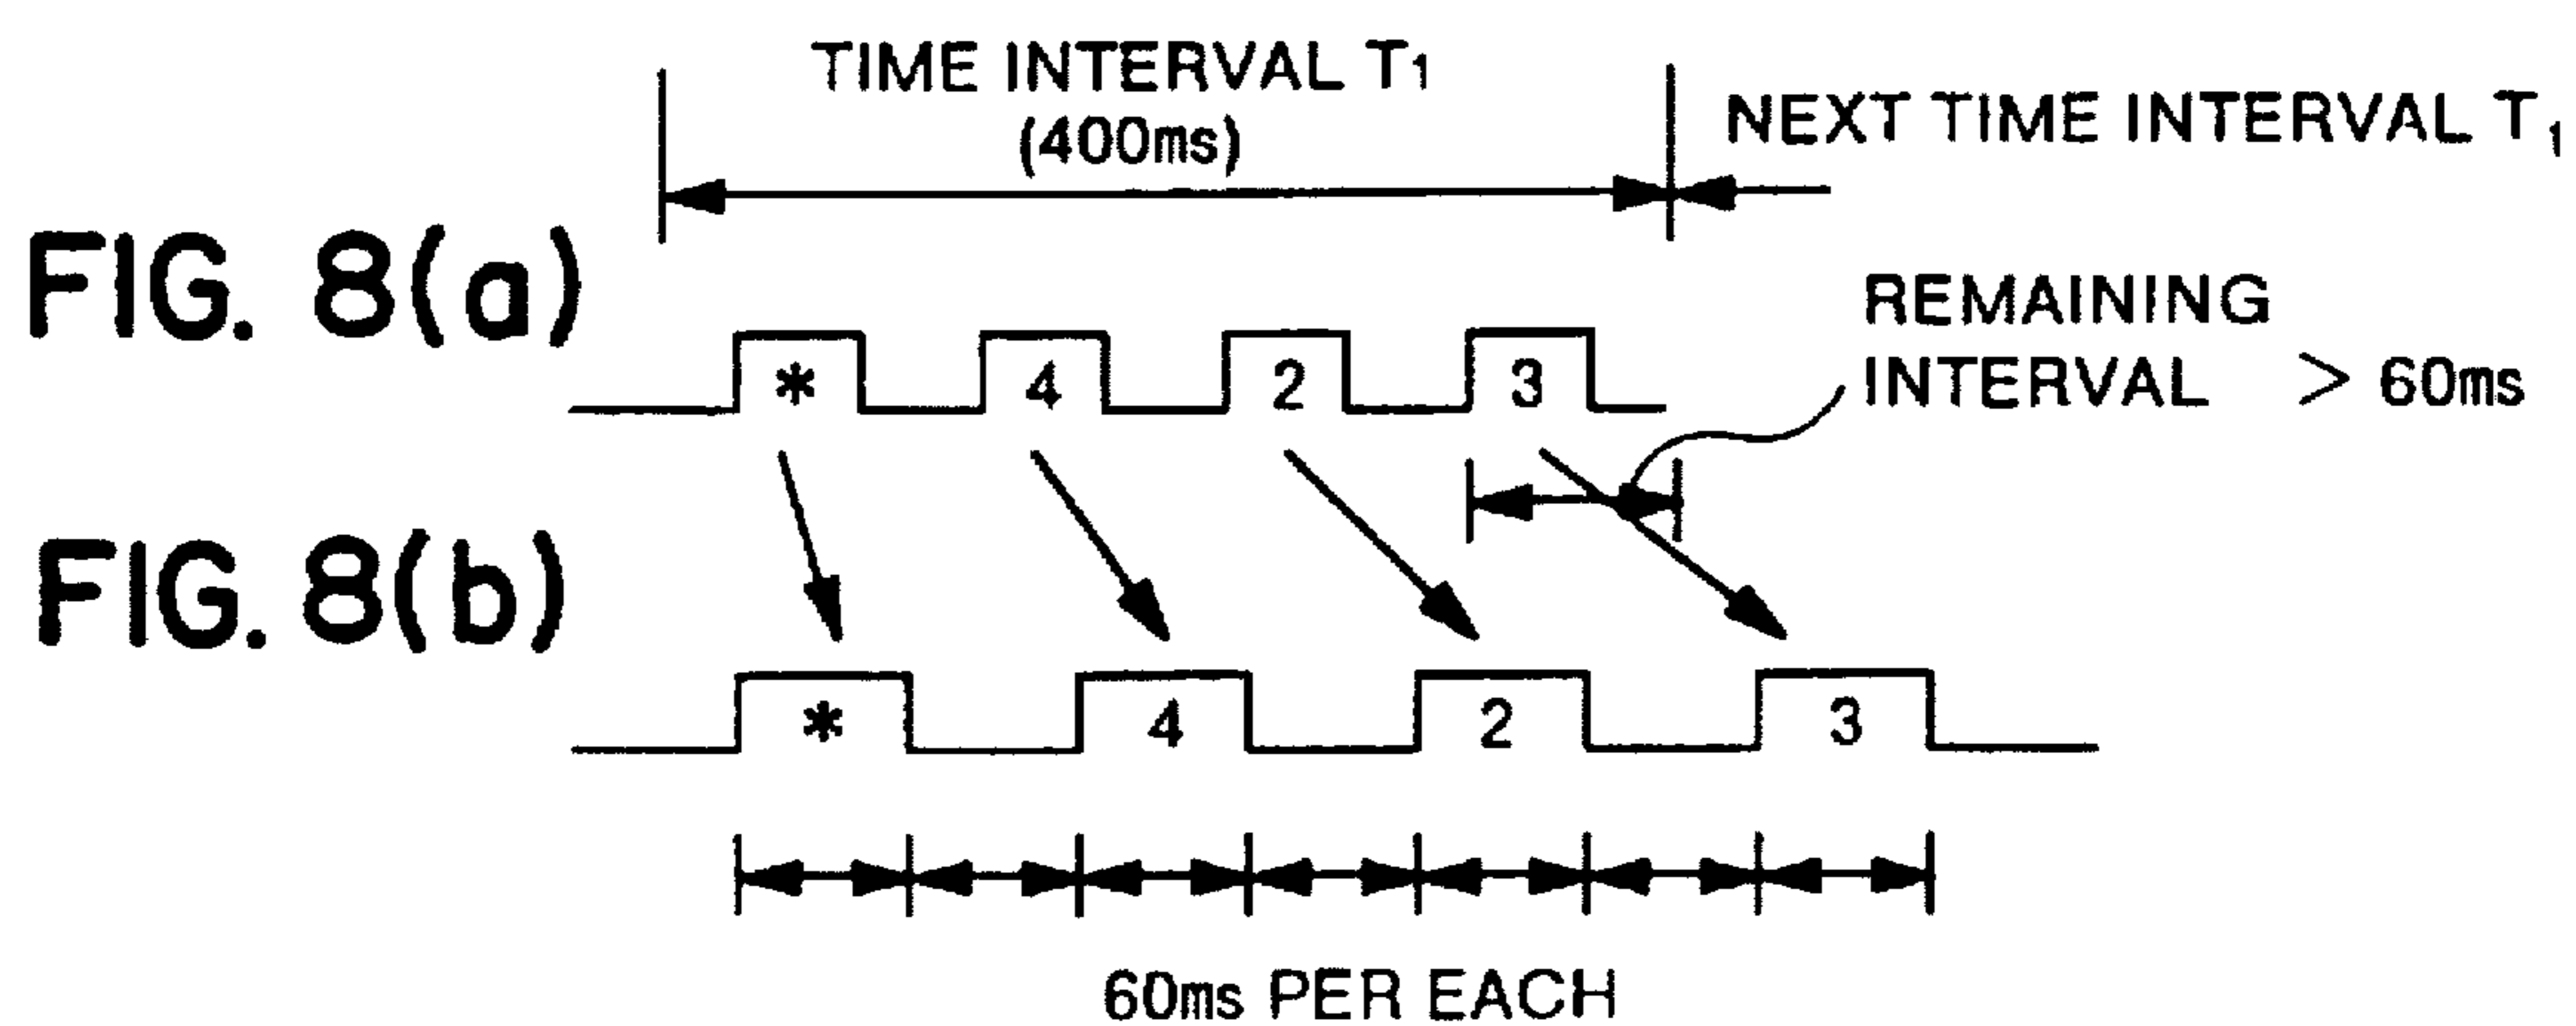 TIME INTERVAL T1
(400ms)
NEXT TIME INTERVAL T1
FIG. 8(a)
* 4 2 3
REMAINING
INTERVAL > 60ms
FIG. 8(b)
* 4 2 3
60ms PER EACH